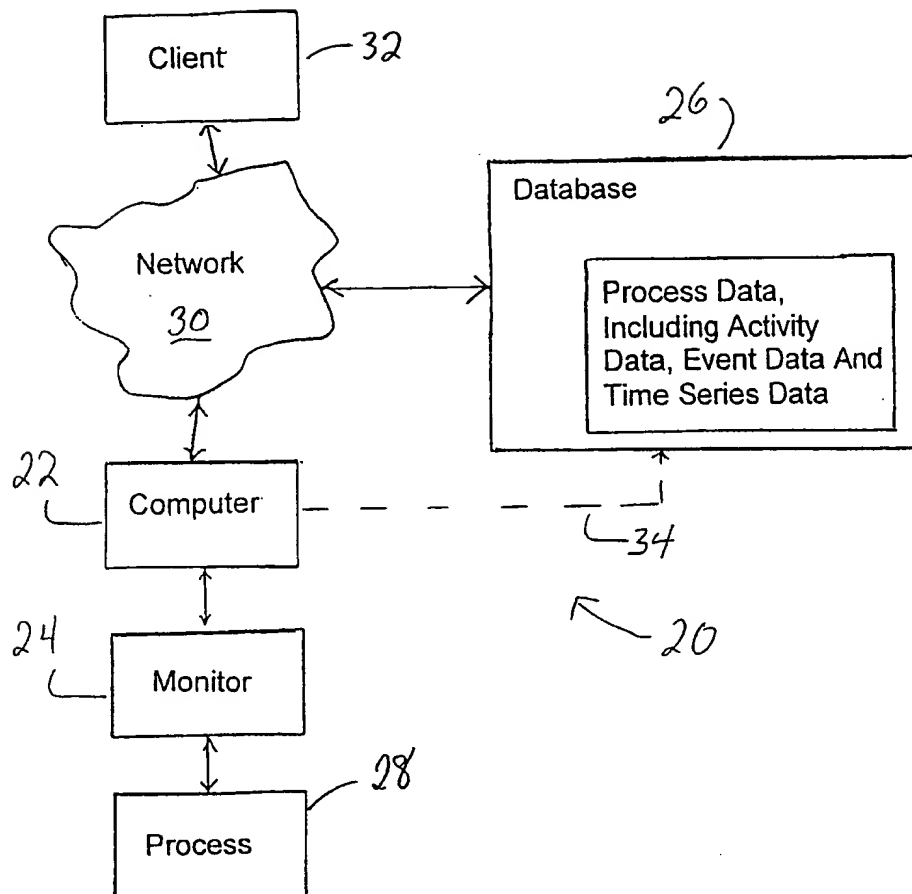 Client
32
26
Database
Network
30
Process Data,
Including Activity
Data, Event Data And
Time Series Data
22
Computer
34
20
24
Monitor
28
Process